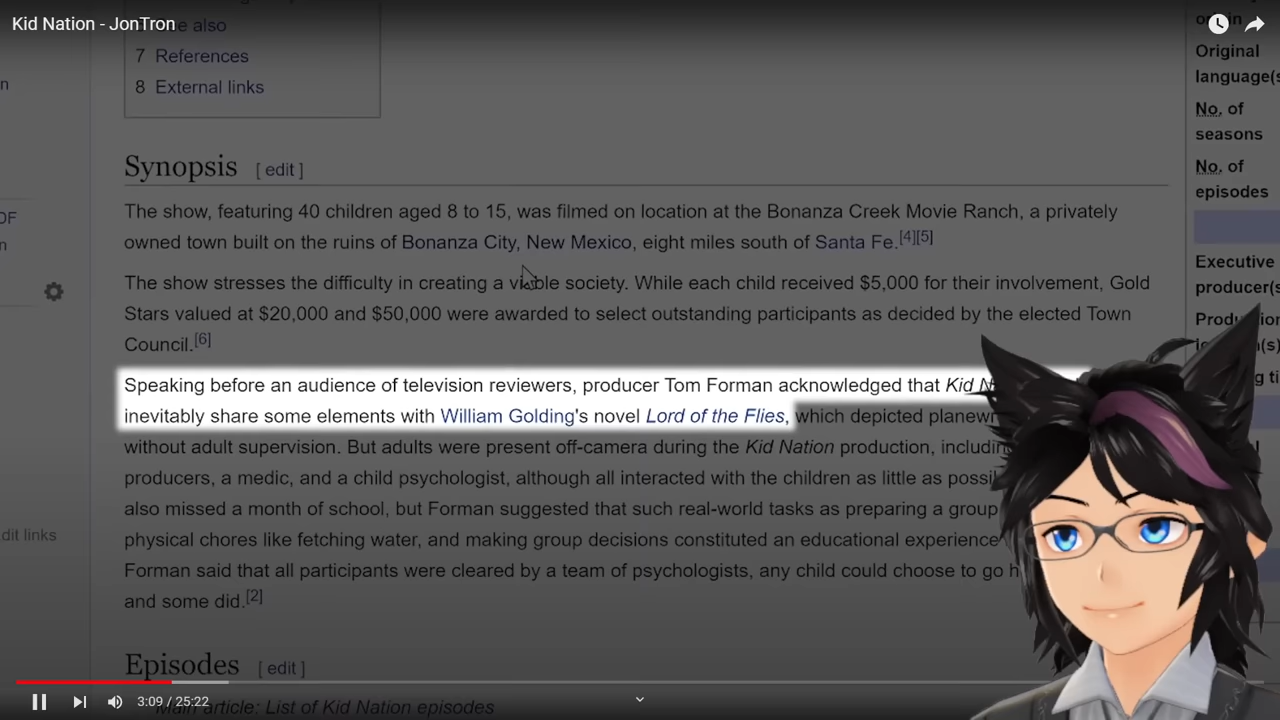 Kid Nation - JonTron
also
7 References
8 External links
Original
language(s
No. of
seasons
No. of
episodes
Synopsis [ edit ]
The show, featuring 40 children aged 8 to 15, was filmed on location at the Bonanza Creek Movie Ranch, a privately
owned town built on the ruins of Bonanza City, New Mexico, eight miles south of Santa Fe.[4][5]
The show stresses the difficulty in creating a viable society. While each child received $5,000 for their involvement, Gold
Stars valued at $20,000 and $50,000 were awarded to select outstanding participants as decided by the elected Town
Council.[6]
Executive
producer(s
Speaking before an audience of television reviewers, producer Tom Forman acknowledged that Kid
inevitably share some elements with William Golding's novel Lord of the Flies, which depicted
without adult supervision. But adults were present off-camera during the Kid Nation production,
producers, a medic, and a child psychologist, although all interacted with the children as little as
also missed a month of school, but Forman suggested that such real-world tasks as preparing a group
physical chores like fetching water, and making group decisions constituted an educational experience
Forman said that all participants were cleared by a team of psychologists, any child could choose to go
and some did.[2]
dit links
Episodes [ edit ]
Main article: List of Kid Nation episodes
3:09 / 25:22